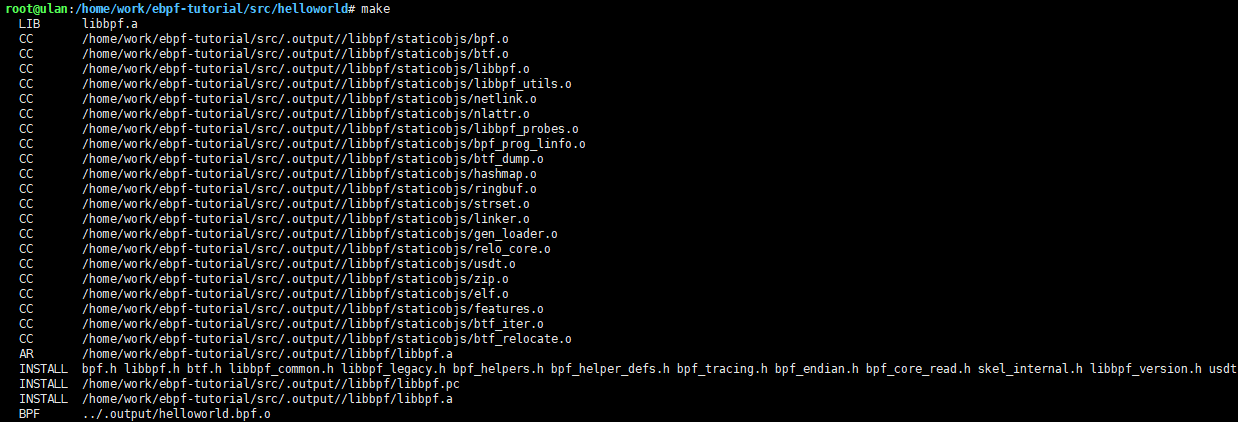 root@ulan:/home/work/ebpf-tutorial/src/helloworld# make
LIB libbpf.a
CC /home/work/ebpf-tutorial/src/.output//libbpf/staticobjs/bpf.o
CC /home/work/ebpf-tutorial/src/.output//libbpf/staticobjs/btf.o
CC /home/work/ebpf-tutorial/src/.output//libbpf/staticobjs/libbpf.o
CC /home/work/ebpf-tutorial/src/.output//libbpf/staticobjs/libbpf_utils.o
CC /home/work/ebpf-tutorial/src/.output//libbpf/staticobjs/netlink.o
CC /home/work/ebpf-tutorial/src/.output//libbpf/staticobjs/nlattr.o
CC /home/work/ebpf-tutorial/src/.output//libbpf/staticobjs/libbpf_probes.o
CC /home/work/ebpf-tutorial/src/.output//libbpf/staticobjs/bpf_prog_linfo.o
CC /home/work/ebpf-tutorial/src/.output//libbpf/staticobjs/btf_dump.o
CC /home/work/ebpf-tutorial/src/.output//libbpf/staticobjs/hashmap.o
CC /home/work/ebpf-tutorial/src/.output//libbpf/staticobjs/ringbuf.o
CC /home/work/ebpf-tutorial/src/.output//libbpf/staticobjs/strset.o
CC /home/work/ebpf-tutorial/src/.output//libbpf/staticobjs/linker.o
CC /home/work/ebpf-tutorial/src/.output//libbpf/staticobjs/gen_loader.o
CC /home/work/ebpf-tutorial/src/.output//libbpf/staticobjs/relo_core.o
CC /home/work/ebpf-tutorial/src/.output//libbpf/staticobjs/usdt.o
CC /home/work/ebpf-tutorial/src/.output//libbpf/staticobjs/zip.o
CC /home/work/ebpf-tutorial/src/.output//libbpf/staticobjs/elf.o
CC /home/work/ebpf-tutorial/src/.output//libbpf/staticobjs/features.o
CC /home/work/ebpf-tutorial/src/.output//libbpf/staticobjs/btf_iter.o
CC /home/work/ebpf-tutorial/src/.output//libbpf/staticobjs/btf_relocate.o
AR /home/work/ebpf-tutorial/src/.output//libbpf/libbpf.a
INSTALL bpf.h libbpf.h btf.h libbpf_common.h libbpf_legacy.h bpf_helpers.h bpf_helper_defs.h bpf_tracing.h bpf_endian.h bpf_core_read.h skel_internal.h libbpf_version.h usdt
INSTALL /home/work/ebpf-tutorial/src/.output//libbpf/libbpf.pc
INSTALL /home/work/ebpf-tutorial/src/.output//libbpf/libbpf.a
BPF ../.output/helloworld.bpf.o